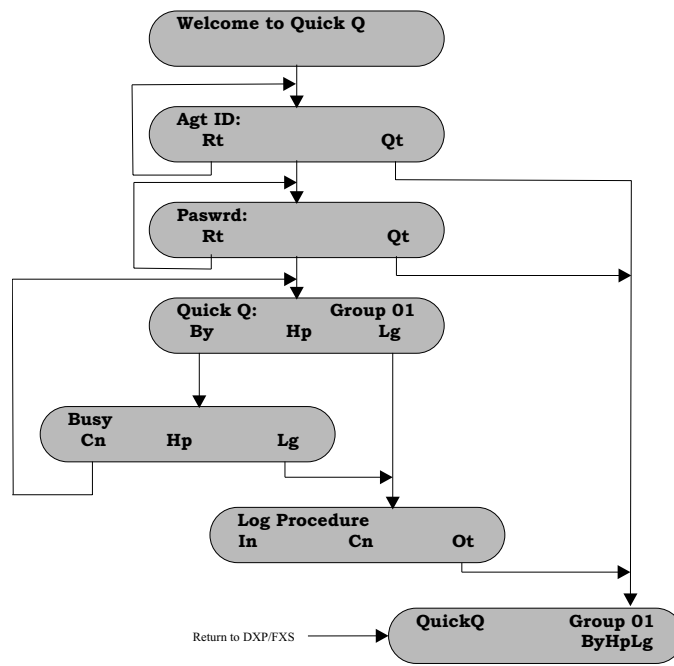 Welcome to Quick Q
Agt ID:
Rt Qt
Paswrd:
Rt Qt
Quick Q: Group 01
By Hp Lg
Busy
Cn Hp Lg
Log Procedure
In Cn Ot
QuickQ Group 01
ByHpLg
Return to DXP/FXS